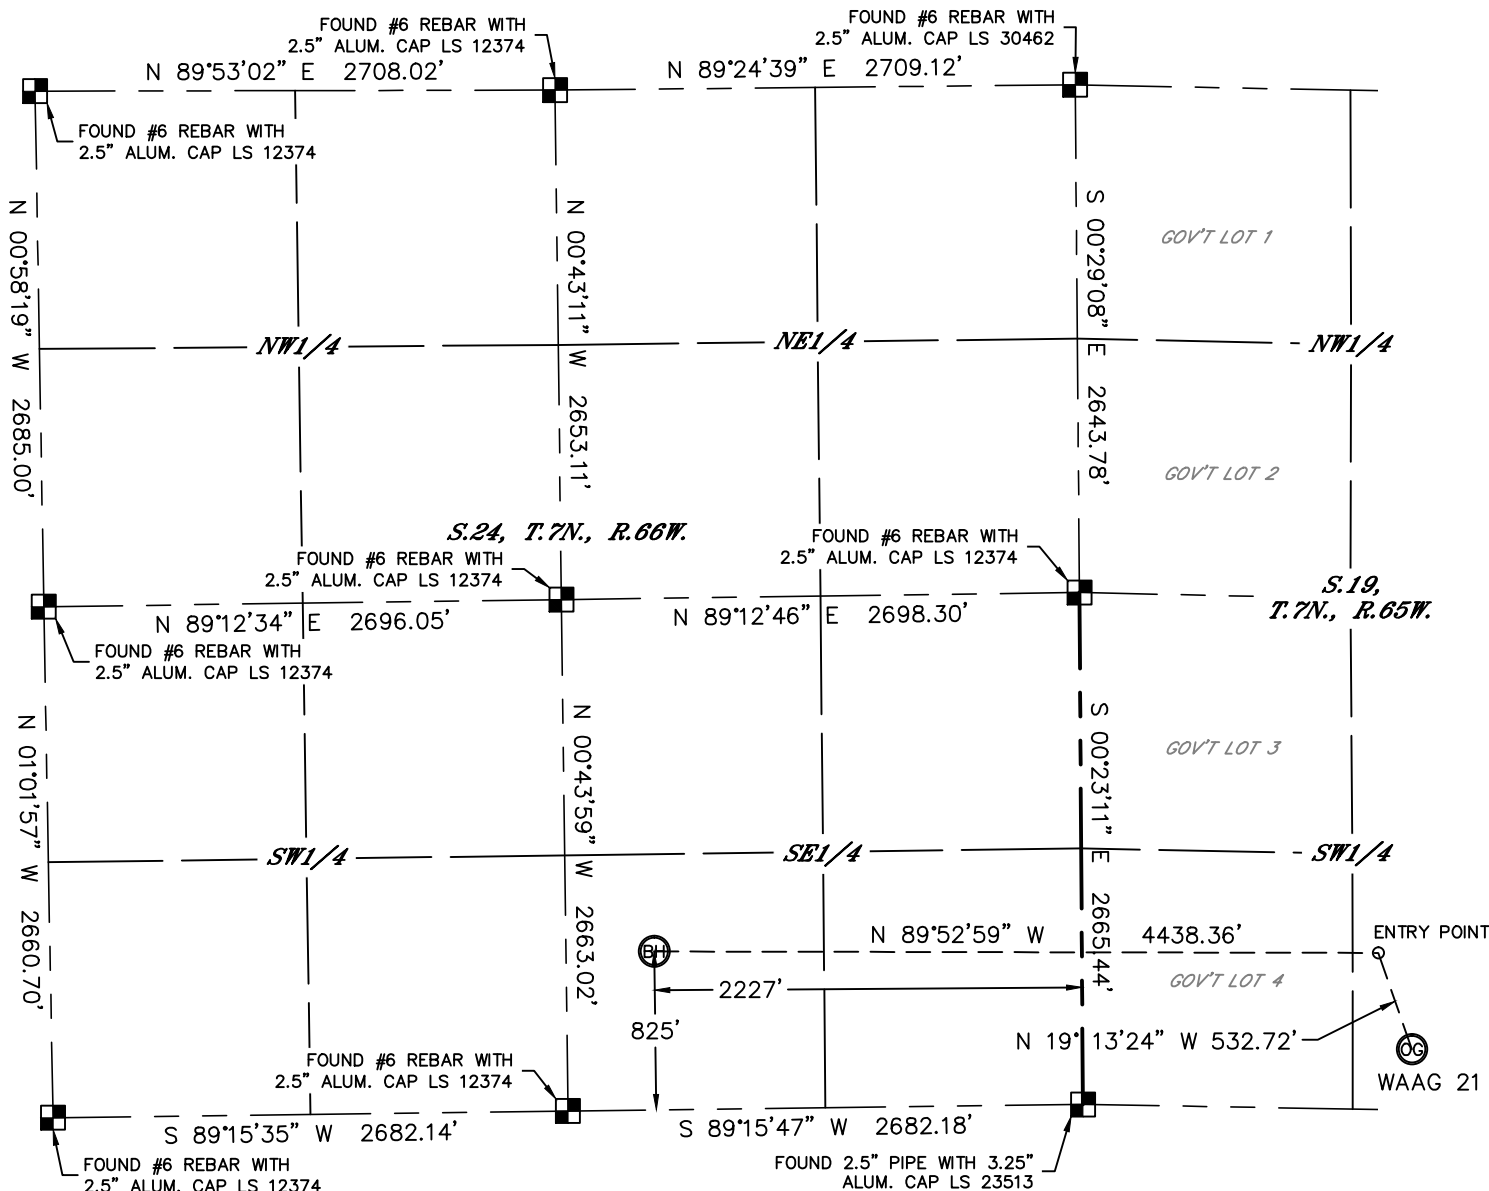 FOUND #6 REBAR WITH
2.5" ALUM. CAP LS 12374
FOUND #6 REBAR WITH
2.5" ALUM. CAP LS 30462
N 89°53'02" E 2708.02'
N 89°24'39" E 2709.12'
FOUND #6 REBAR WITH
2.5" ALUM. CAP LS 12374
N 00°58'19" W 2685.00'
N 00°43'11" W 2653.11'
S 00°29'08" E 2643.78'
GOV'T LOT 1
NW1/4
NE1/4
NW1/4
GOV'T LOT 2
S.24, T.7N., R.66W.
FOUND #6 REBAR WITH
2.5" ALUM. CAP LS 12374
FOUND #6 REBAR WITH
2.5" ALUM. CAP LS 12374
S.19,
T.7N., R.65W.
N 89°12'34" E 2696.05'
N 89°12'46" E 2698.30'
FOUND #6 REBAR WITH
2.5" ALUM. CAP LS 12374
N 01°01'57" W 2660.70'
N 00°43'59" W 2663.02'
S 00°23'11" E 2665.44'
GOV'T LOT 3
SW1/4
SE1/4
SW1/4
BH
N 89°52'59" W 4438.36'
ENTRY POINT
GOV'T LOT 4
2227'
825'
N 19° 13'24" W 532.72'
OG
WAAG 21
FOUND #6 REBAR WITH
2.5" ALUM. CAP LS 12374
S 89°15'35" W 2682.14'
S 89°15'47" W 2682.18'
FOUND #6 REBAR WITH
2.5" ALUM. CAP LS 12374
FOUND 2.5" PIPE WITH 3.25"
ALUM. CAP LS 23513